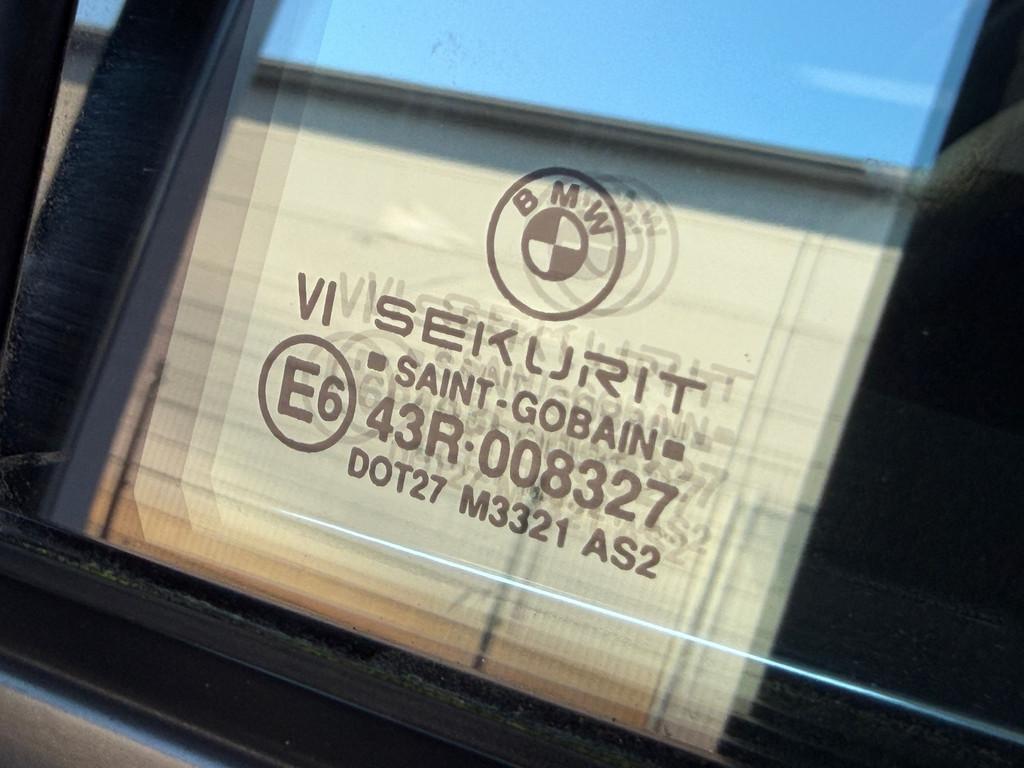 BMW
VI SEKURIT
SAINT-GOBAIN
E6 43R·008327
DOT27 M3321 AS2